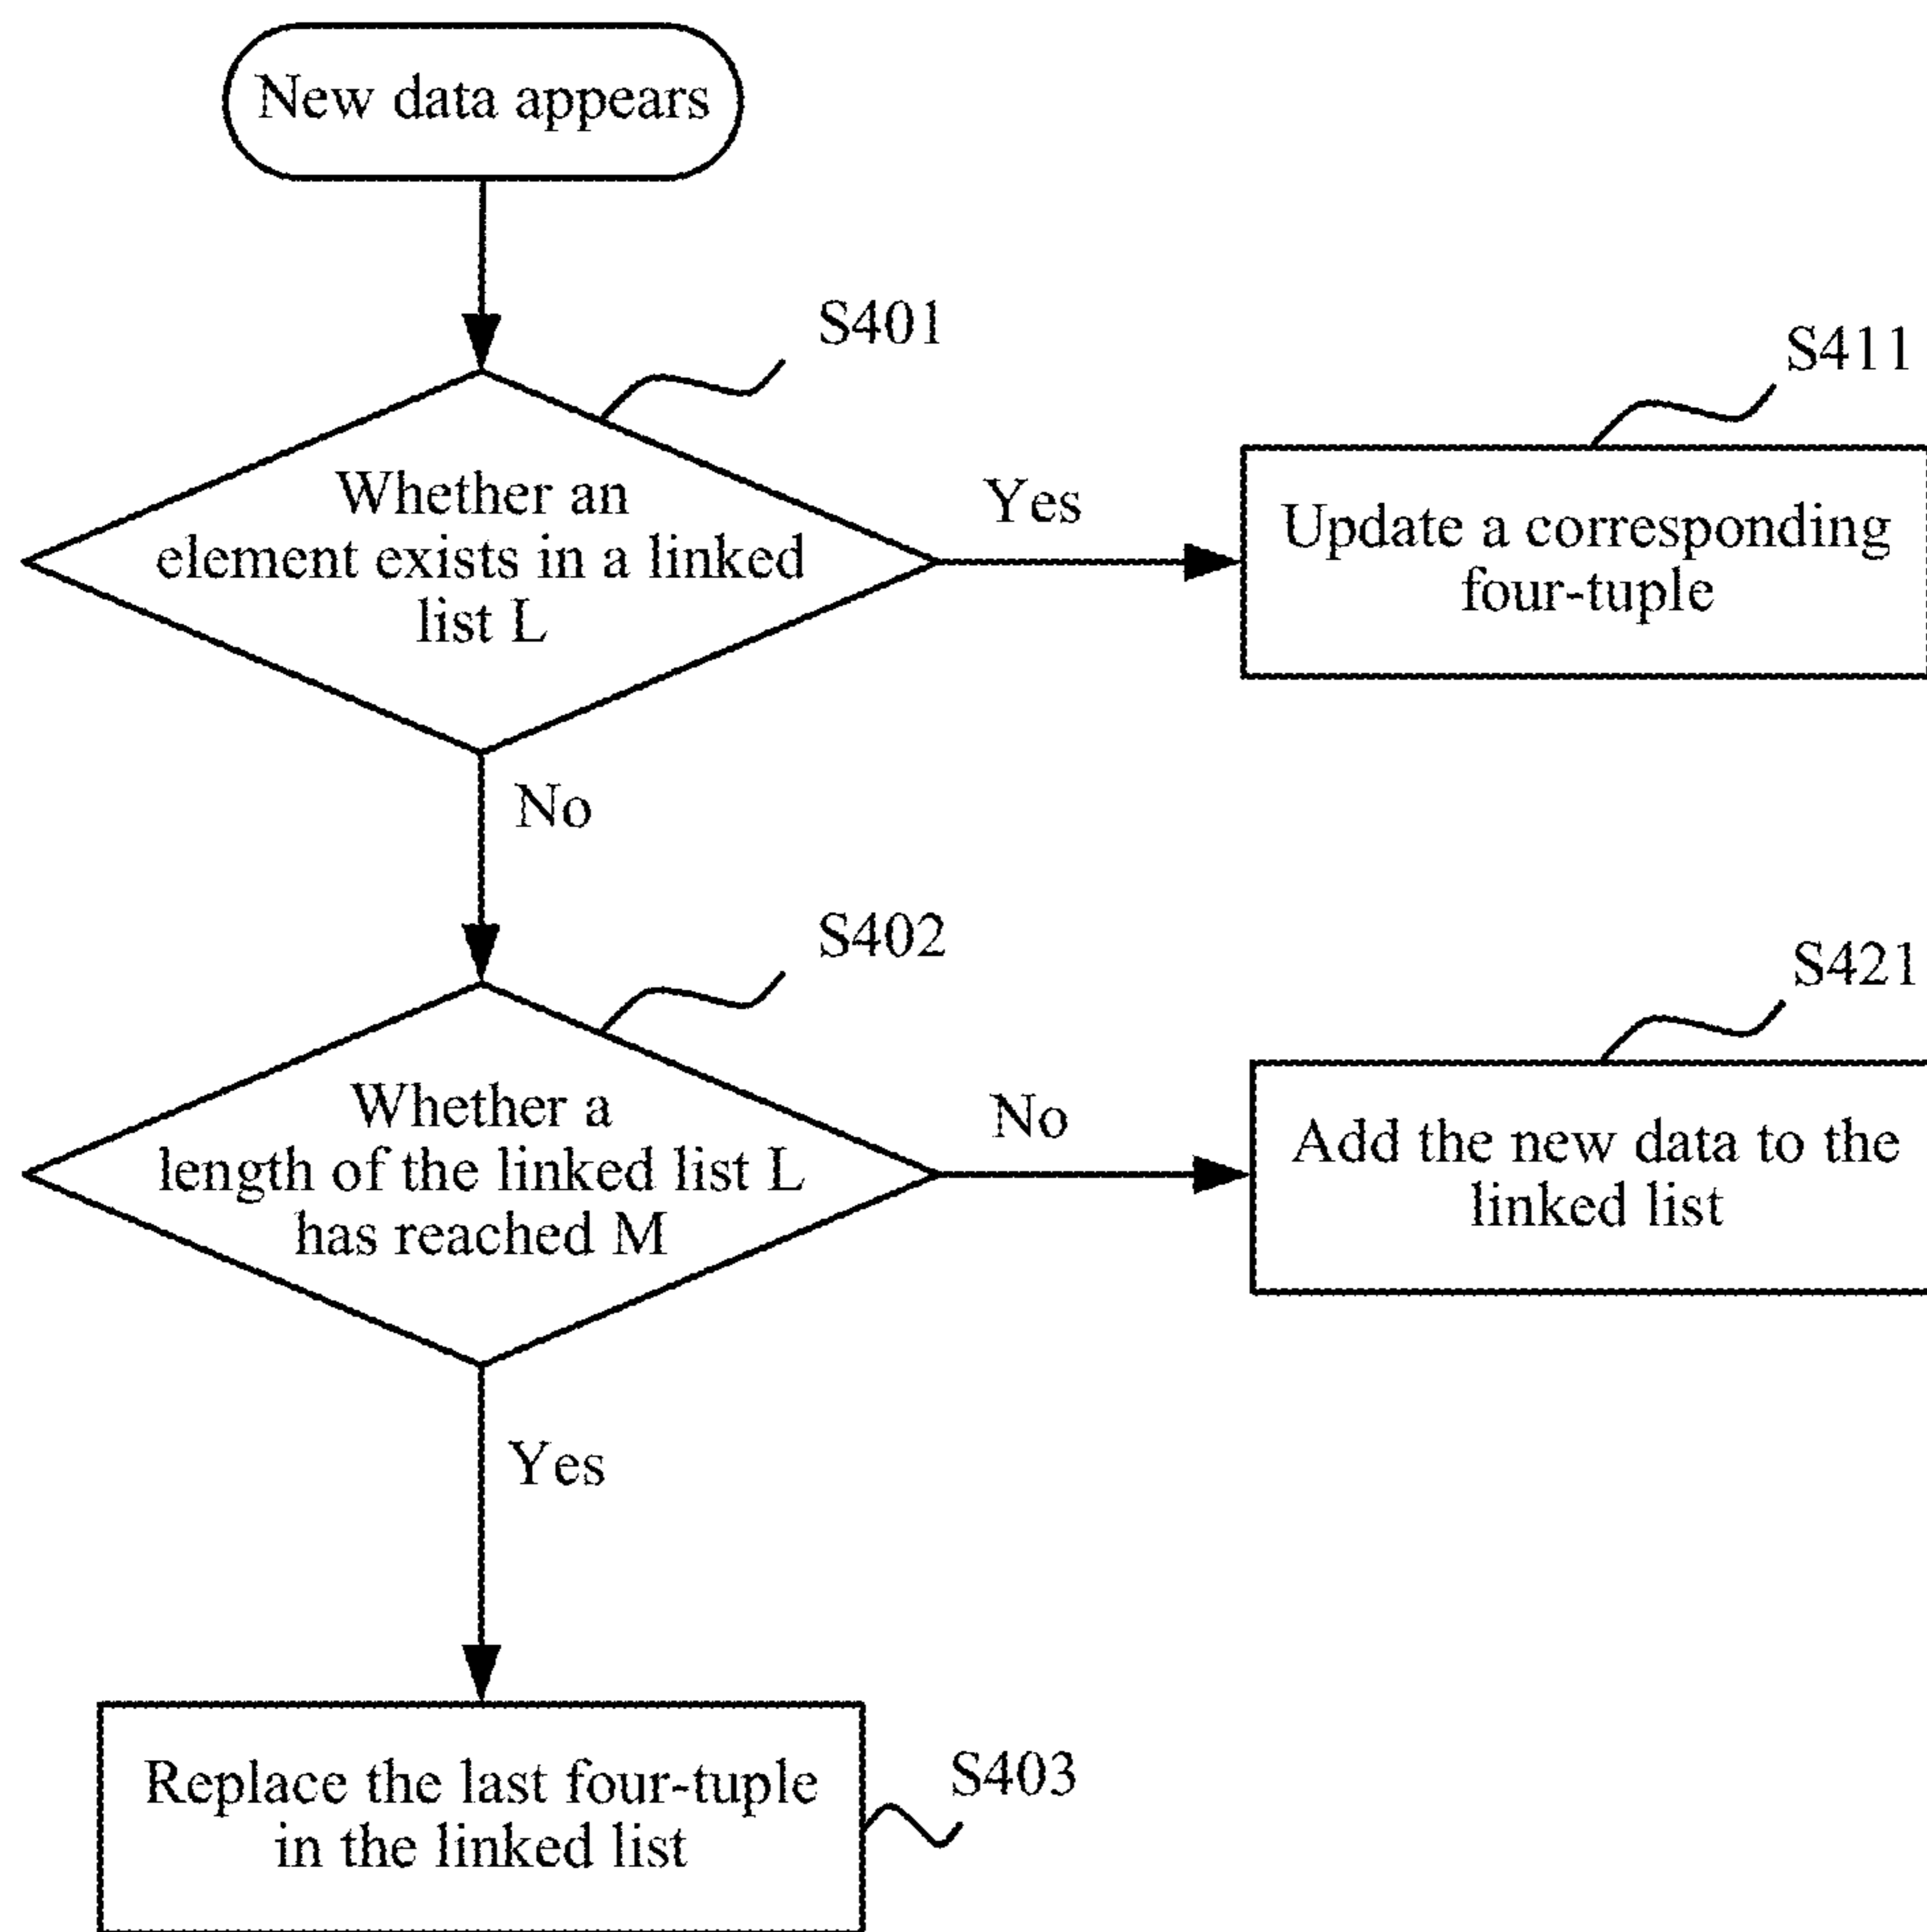 New data appears
S401
S411
Whether an
element exists in a linked
list L
Yes
Update a corresponding
four-tuple
No
S402
S421
Whether a
length of the linked list L
has reached M
No
Add the new data to the
linked list
Yes
Replace the last four-tuple
in the linked list
S403